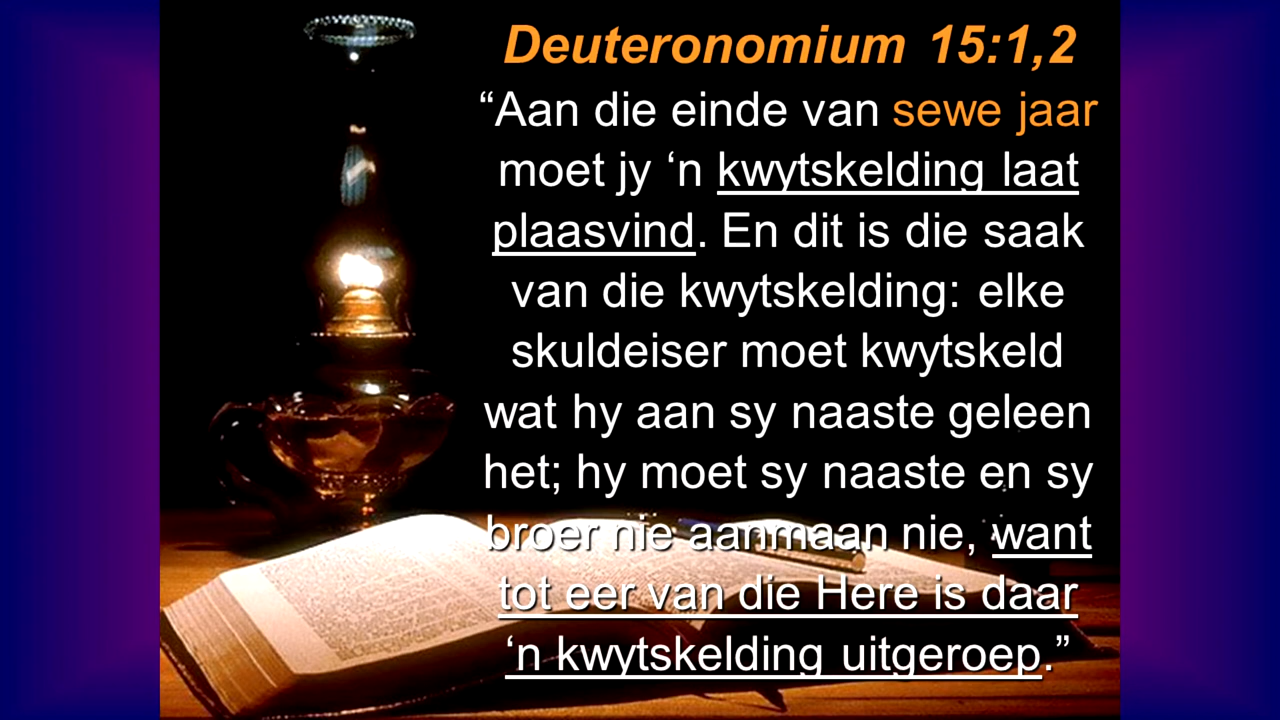 Deuteronomium 15:1,2
“Aan die einde van sewe jaar
moet jy ‘n kwytskelding laat
plaasvind. En dit is die saak
van die kwytskelding: elke
skuldeiser moet kwytskeld
wat hy aan sy naaste geleen
het; hy moet sy naaste en sy
broer nie aanmaan nie, want
tot eer van die Here is daar
‘n kwytskelding uitgeroep.”